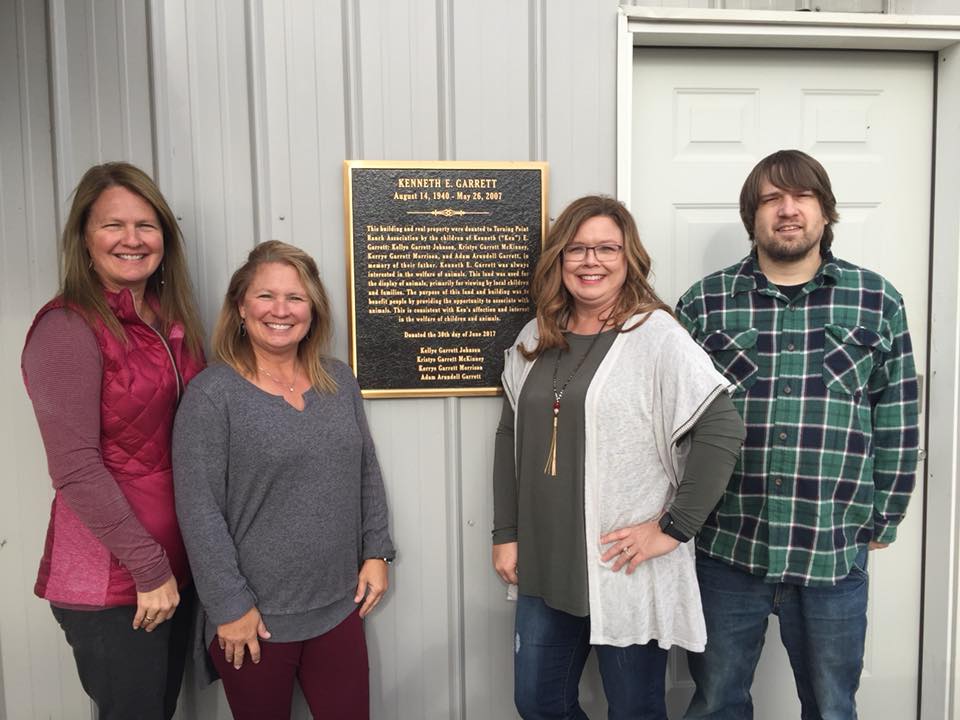 KENNETH E. GARRETT
August 14, 1940 - May 26, 2007
This building and real property were donated to Turning Point
Ranch Association by the children of Kenneth ("Ken") E.
Garrett; Kellye Garrett Johnson, Kristye Garrett McKinney,
Kerrye Garrett Morrison, and Adam Arundell Garrett, in
memory of their father. Kenneth E. Garrett was always
interested in the welfare of animals. This land was used for
the display of animals, primarily for viewing by local children
and families. The purpose of this land and building was to
benefit people by providing the opportunity to associate with
animals. This is consistent with Ken's affection and interest
in the welfare of children and animals.
Donated the 30th day of June 2017
Kellye Garrett Johnson
Kristye Garrett McKinney
Kerrye Garrett Morrison
Adam Arundell Garrett